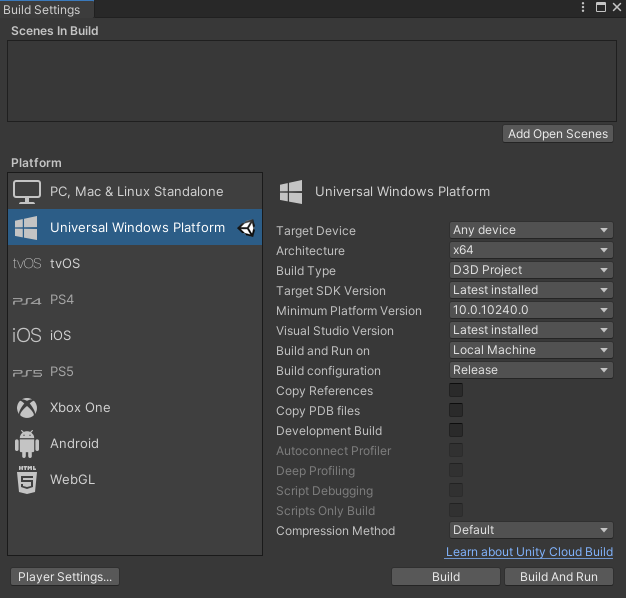 Build Settings
Scenes In Build
Add Open Scenes
Platform
PC, Mac & Linux Standalone
Universal Windows Platform
tvOS tvOS
PS4 PS4
iOS iOS
PS5 PS5
Xbox One
Android
HTML 5 WebGL
Universal Windows Platform
Target Device Any device
Architecture x64
Build Type D3D Project
Target SDK Version Latest installed
Minimum Platform Version 10.0.10240.0
Visual Studio Version Latest installed
Build and Run on Local Machine
Build configuration Release
Copy References
Copy PDB files
Development Build
Autoconnect Profiler
Deep Profiling
Script Debugging
Scripts Only Build
Compression Method Default
Learn about Unity Cloud Build
Player Settings... Build Build And Run